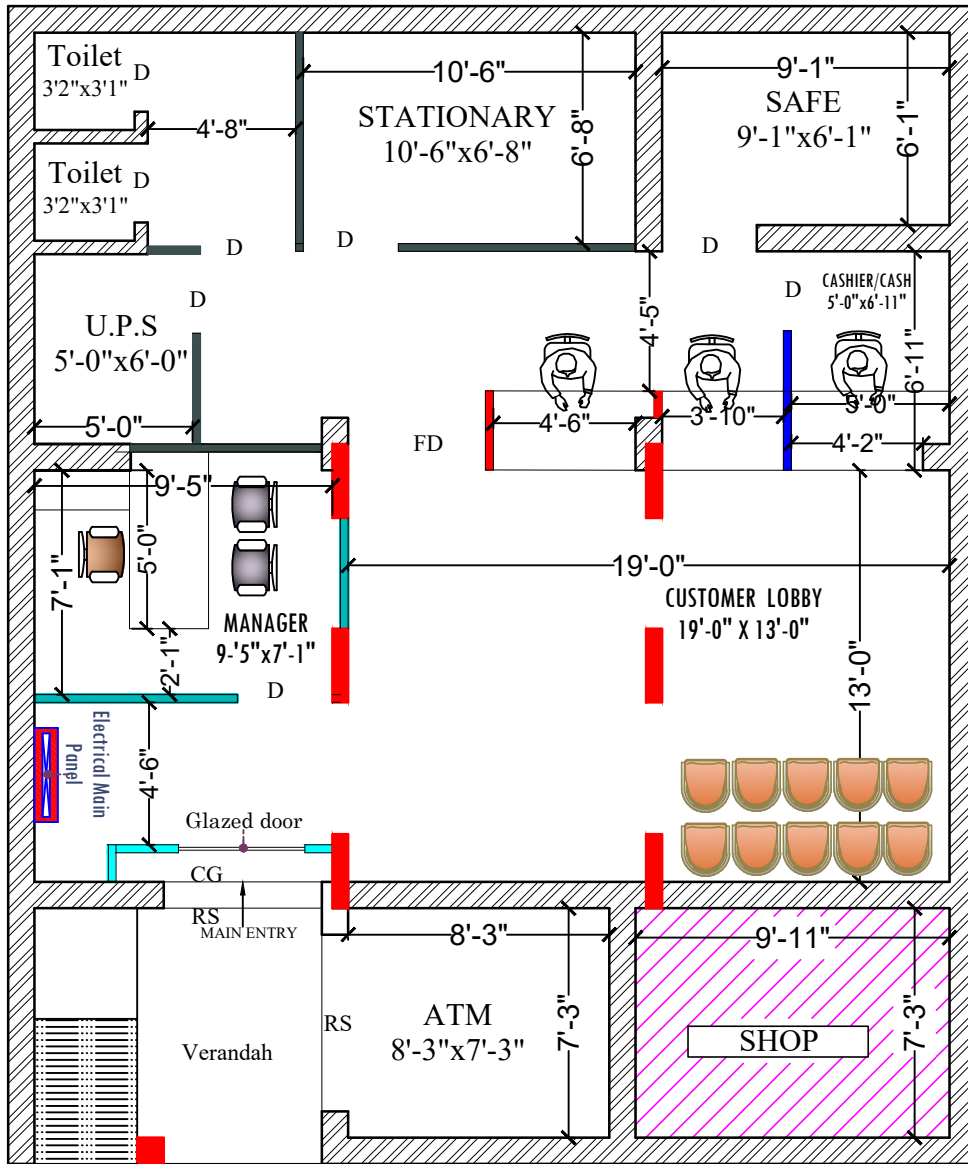 Toilet D
3'2"x3'1"
4'-8"
10'-6"
STATIONARY
10'-6"x6'-8"
6'-8"
9'-1"
SAFE
9'-1"x6'-1"
6'-1"
Toilet D
3'2"x3'1"
D
D
D
D
U.P.S
5'-0"x6'-0"
5'-0"
4'-5"
D
CASHIER/CASH
5'-0"x6'-11"
6'-11"
FD
4'-6"
3'-10"
5'-0"
4'-2"
9'-5"
7'-1"
5'-0"
2'-1"
MANAGER
9-'5"x7'-1"
D
19'-0"
CUSTOMER LOBBY
19'-0" X 13'-0"
13'-0"
Electrical Main
Panel
4'-6"
Glazed door
CG
RS
MAIN ENTRY
8'-3"
9'-11"
Verandah
RS
ATM
8'-3"x7'-3"
7'-3"
SHOP
7'-3"